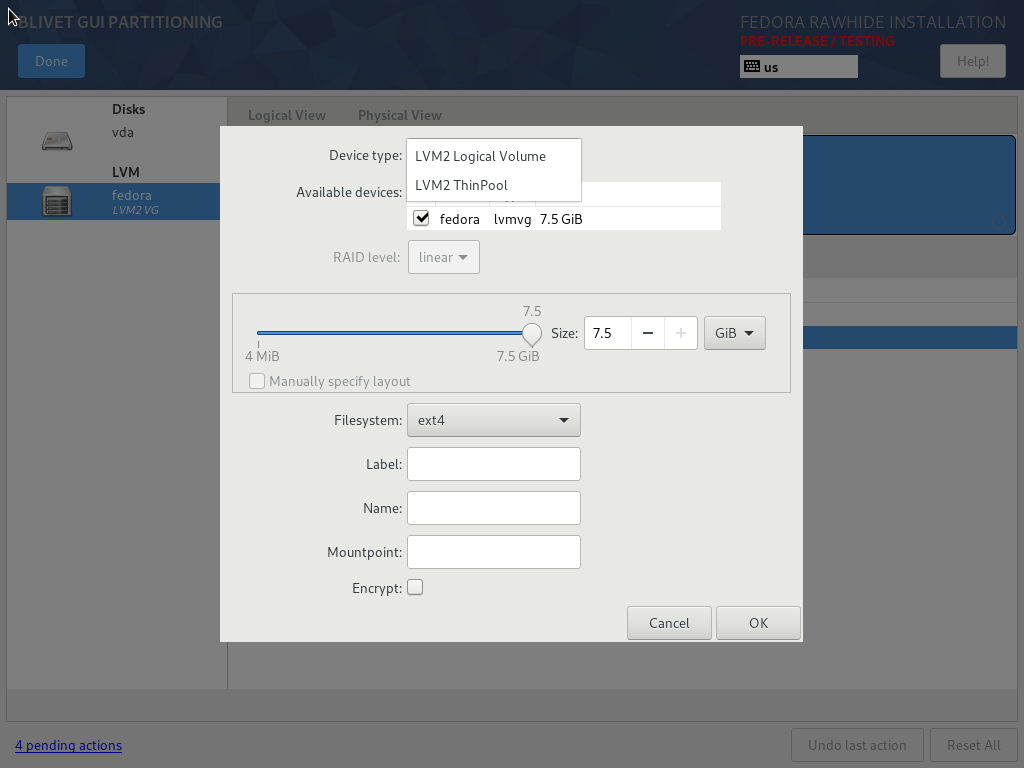 BLIVET GUI PARTITIONING
FEDORA RAWHIDE INSTALLATION
PRE-RELEASE / TESTING
Done
us
Help!
Disks
vda
LVM
fedora
LVM2 VG
Logical View
Physical View
Device type:
LVM2 Logical Volume
LVM2 ThinPool
Available devices:
fedora lvmvg 7.5 GiB
RAID level:
linear
7.5
Size: 7.5
GiB
4 MiB
7.5 GiB
Manually specify layout
Filesystem:
ext4
Label:
Name:
Mountpoint:
Encrypt:
Cancel
OK
4 pending actions
Undo last action
Reset All